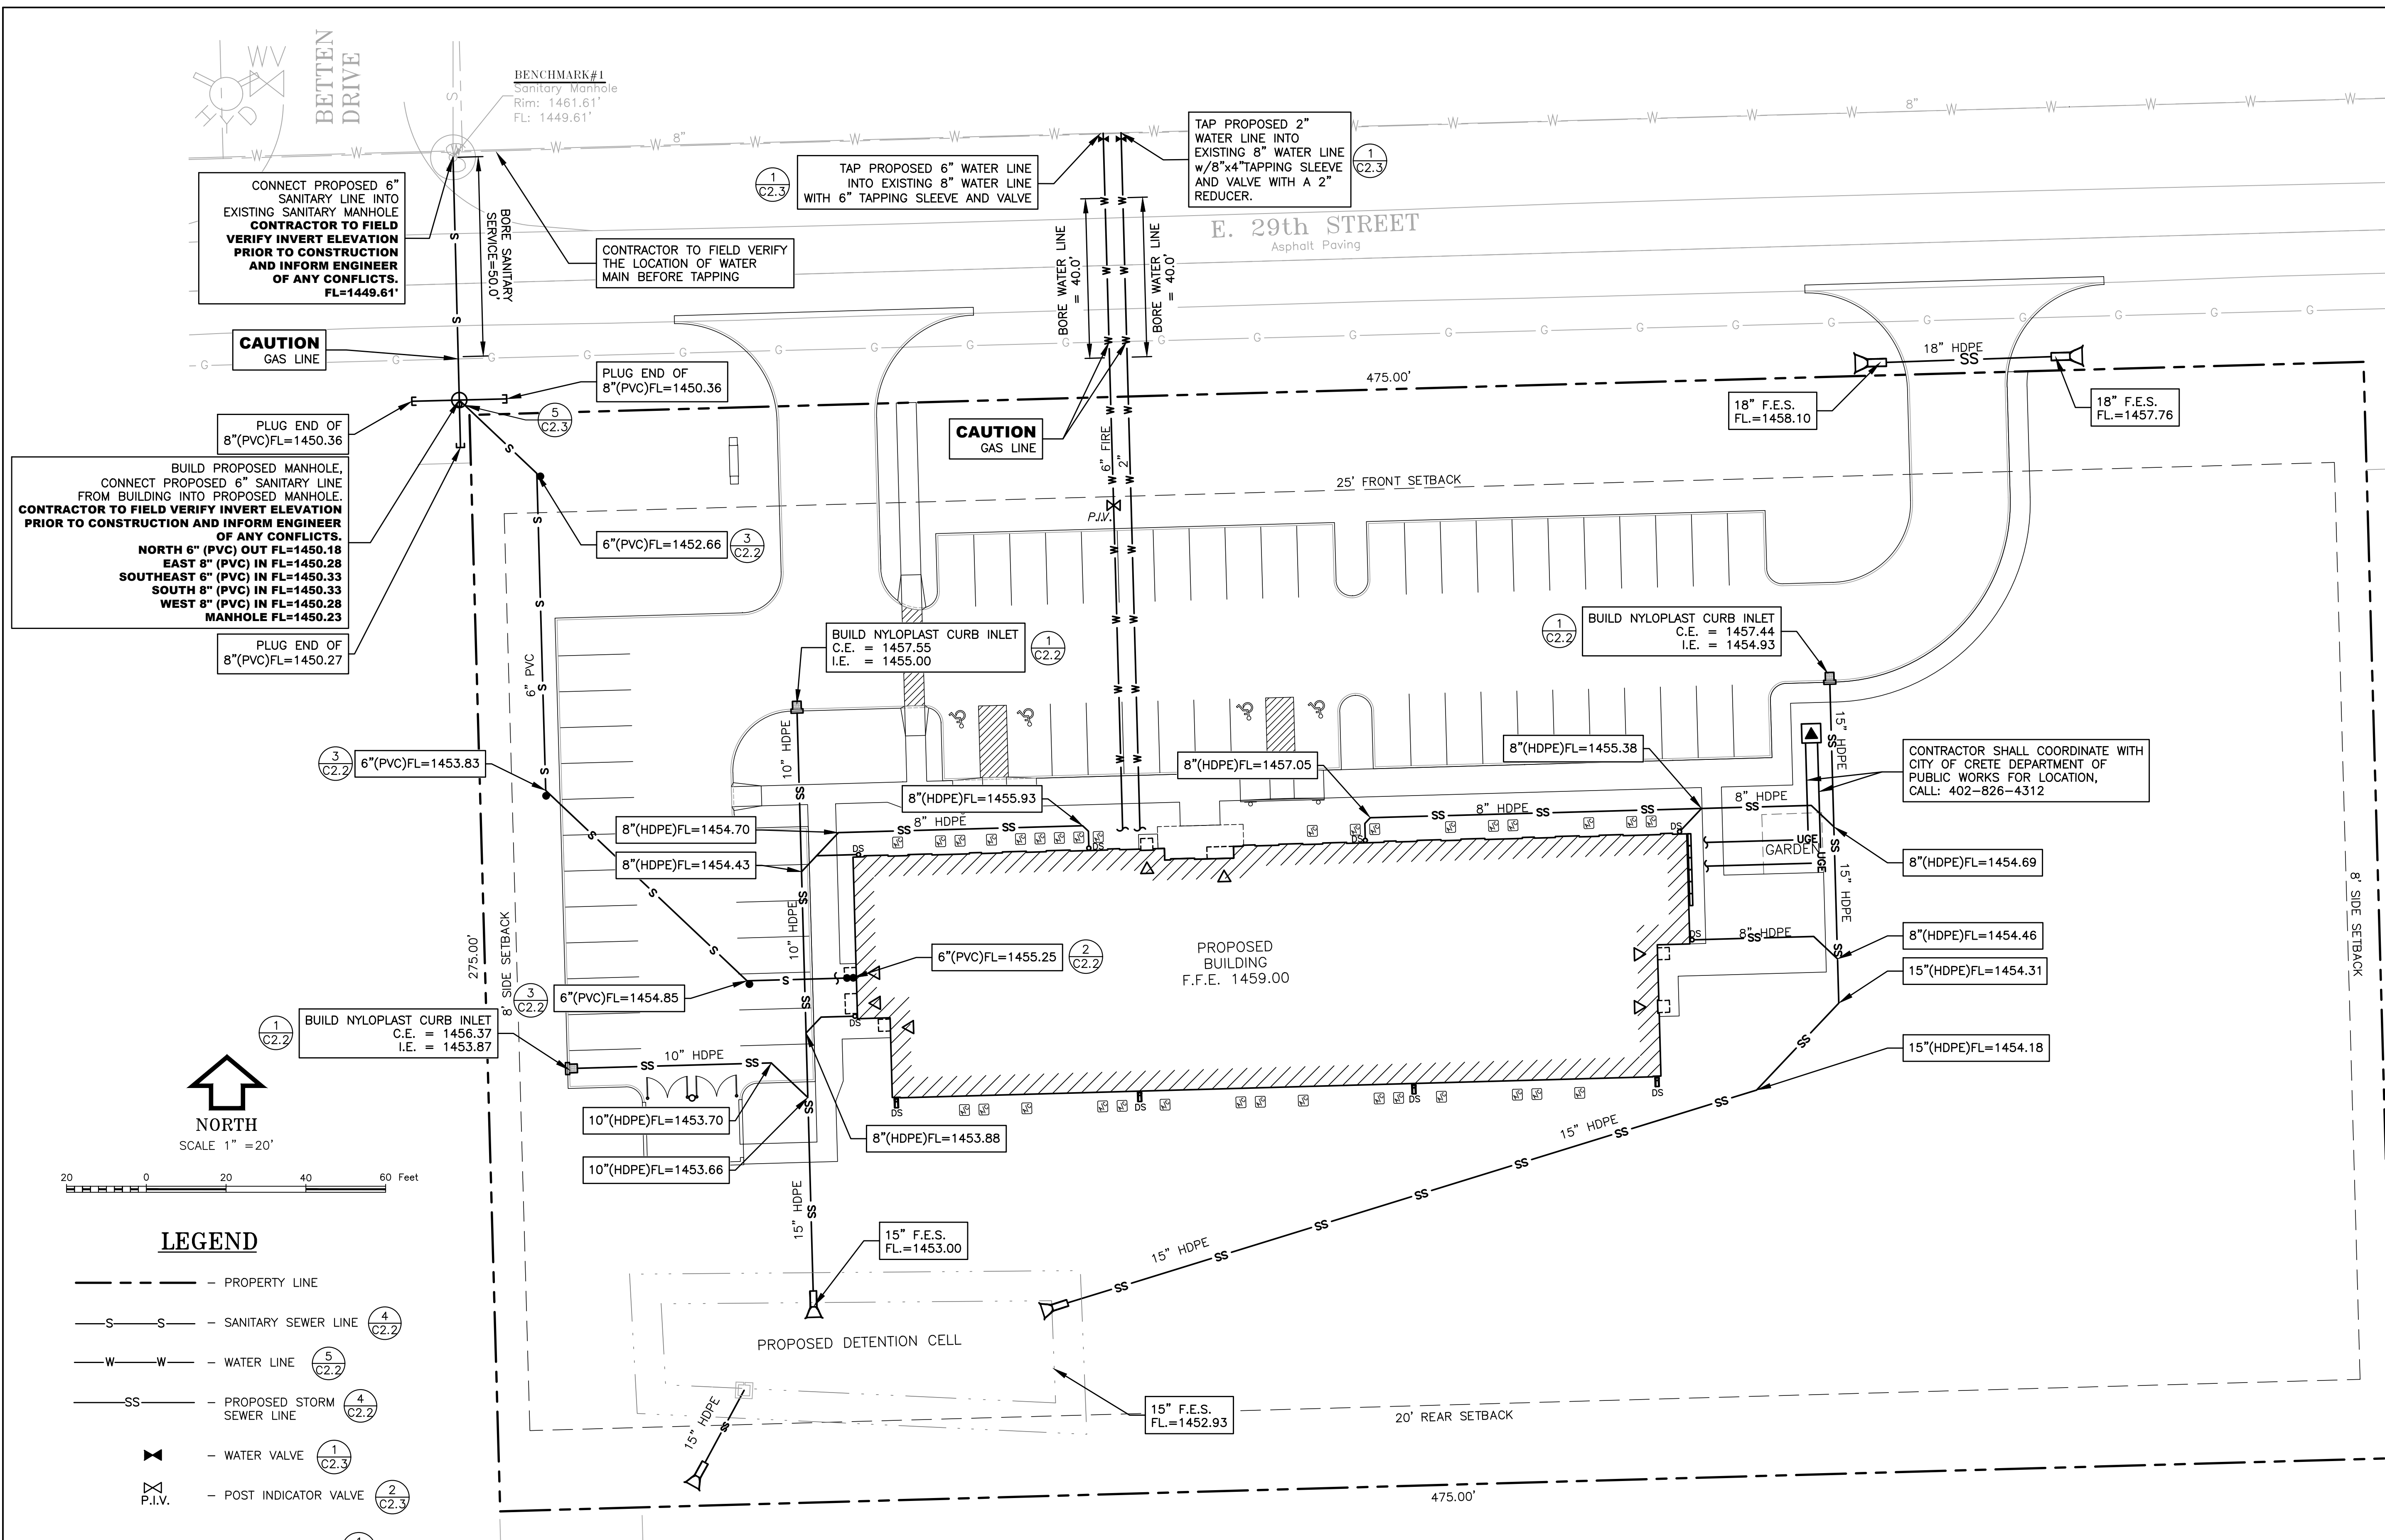 BETTEN
DRIVE
WV
HYD
BENCHMARK#1
Sanitary Manhole
Rim: 1461.61'
FL: 1449.61'
S
W
8"
8"
CONNECT PROPOSED 6"
SANITARY LINE INTO
EXISTING SANITARY MANHOLE
CONTRACTOR TO FIELD
VERIFY INVERT ELEVATION
PRIOR TO CONSTRUCTION
AND INFORM ENGINEER
OF ANY CONFLICTS.
FL=1449.61'
BORE SANITARY
SERVICE=50.0'
CONTRACTOR TO FIELD VERIFY
THE LOCATION OF WATER
MAIN BEFORE TAPPING
1
C2.3
TAP PROPOSED 6" WATER LINE
INTO EXISTING 8" WATER LINE
WITH 6" TAPPING SLEEVE AND VALVE
TAP PROPOSED 2"
WATER LINE INTO
EXISTING 8" WATER LINE
w/8"x4"TAPPING SLEEVE
AND VALVE WITH A 2"
REDUCER.
1
C2.3
BORE WATER LINE
= 40.0'
BORE WATER LINE
= 40.0'
E. 29th STREET
Asphalt Paving
CAUTION
GAS LINE
G
PLUG END OF
8"(PVC)FL=1450.36
5
C2.3
PLUG END OF
8"(PVC)FL=1450.36
BUILD PROPOSED MANHOLE,
CONNECT PROPOSED 6" SANITARY LINE
FROM BUILDING INTO PROPOSED MANHOLE.
CONTRACTOR TO FIELD VERIFY INVERT ELEVATION
PRIOR TO CONSTRUCTION AND INFORM ENGINEER
OF ANY CONFLICTS.
NORTH 6" (PVC) OUT FL=1450.18
EAST 8" (PVC) IN FL=1450.28
SOUTHEAST 6" (PVC) IN FL=1450.33
SOUTH 8" (PVC) IN FL=1450.33
WEST 8" (PVC) IN FL=1450.28
MANHOLE FL=1450.23
PLUG END OF
8"(PVC)FL=1450.27
CAUTION
GAS LINE
6" FIRE
2"
P.I.V.
475.00'
18" HDPE
SS
18" F.E.S.
FL.=1458.10
18" F.E.S.
FL.=1457.76
25' FRONT SETBACK
6"(PVC)FL=1452.66
3
C2.2
6" PVC
BUILD NYLOPLAST CURB INLET
C.E. = 1457.55
I.E. = 1455.00
1
C2.2
1
C2.2
BUILD NYLOPLAST CURB INLET
C.E. = 1457.44
I.E. = 1454.93
3
C2.2
6"(PVC)FL=1453.83
10" HDPE
8"(HDPE)FL=1457.05
8"(HDPE)FL=1455.38
15" HDPE
CONTRACTOR SHALL COORDINATE WITH
CITY OF CRETE DEPARTMENT OF
PUBLIC WORKS FOR LOCATION,
CALL: 402-826-4312
8"(HDPE)FL=1455.93
8" HDPE
8"(HDPE)FL=1454.70
8"(HDPE)FL=1454.43
8" HDPE
8" HDPE
DS
DS
DS
DS
UGE
UGE
GARDEN
8"(HDPE)FL=1454.69
15" HDPE
275.00'
8' SIDE SETBACK
8' SIDE SETBACK
10" HDPE
6"(PVC)FL=1455.25
2
C2.2
PROPOSED
BUILDING
F.F.E. 1459.00
DS
8" HDPE
8"(HDPE)FL=1454.46
15"(HDPE)FL=1454.31
3
C2.2
6"(PVC)FL=1454.85
DS
1
C2.2
BUILD NYLOPLAST CURB INLET
C.E. = 1456.37
I.E. = 1453.87
10" HDPE
15"(HDPE)FL=1454.18
DS
DS
DS
DS
10"(HDPE)FL=1453.70
8"(HDPE)FL=1453.88
10"(HDPE)FL=1453.66
15" HDPE
NORTH
SCALE 1" =20'
20 0 20 40 60 Feet
15" HDPE
15" HDPE
15" F.E.S.
FL.=1453.00
PROPOSED DETENTION CELL
15" F.E.S.
FL.=1452.93
15" HDPE
20' REAR SETBACK
475.00'
LEGEND
– PROPERTY LINE
S S – SANITARY SEWER LINE 4
C2.2
W W – WATER LINE 5
C2.2
SS – PROPOSED STORM
SEWER LINE 4
C2.2
– WATER VALVE 1
C2.3
P.I.V. – POST INDICATOR VALVE 2
C2.3